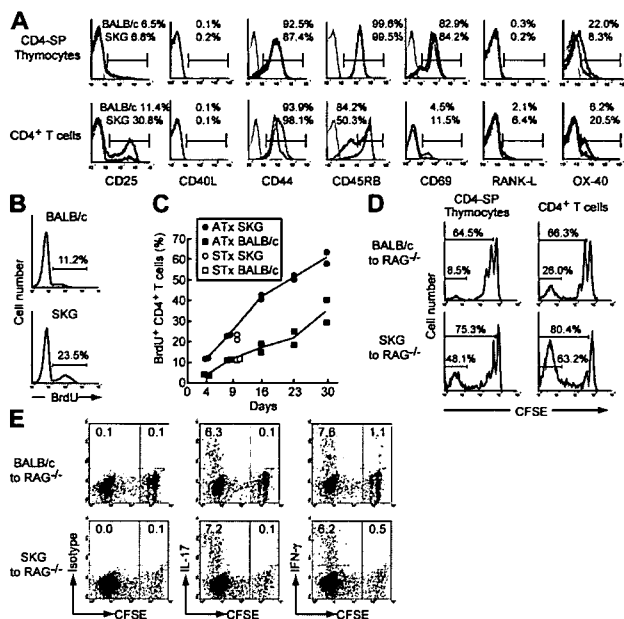 A
CD4-SP Thymocytes
BALB/c 6.5% 0.1% 92.5% 99.6% 82.9% 0.3% 22.0%
SKG 6.8% 0.2% 87.4% 99.5% 84.2% 0.2% 8.3%
CD4+ T cells
BALB/c 11.4% 0.1% 93.9% 84.2% 4.5% 2.1% 6.2%
SKG 30.8% 0.1% 98.1% 50.3% 11.5% 6.4% 20.5%
CD25 CD40L CD44 CD45RB CD69 RANK-L OX-40
B
BALB/c
11.2%
Cell number
SKG
23.5%
BrdU
C
ATx SKG
ATx BALB/c
STx SKG
STx BALB/c
BrdU+ CD4+ T cells (%)
70
60
50
40
30
20
10
0
4 9 16 23 30
Days
D
CD4-SP Thymocytes
CD4+ T cells
BALB/c to RAG-/-
64.5% 66.3%
8.5% 26.0%
Cell number
SKG to RAG-/-
75.3% 80.4%
48.1% 63.2%
CFSE
E
BALB/c to RAG-/-
0.1 0.1 6.3 0.1 7.6 1.1
SKG to RAG-/-
0.0 0.1 7.2 0.1 6.2 0.5
Isotype IL-17 IFN-γ
CFSE CFSE CFSE